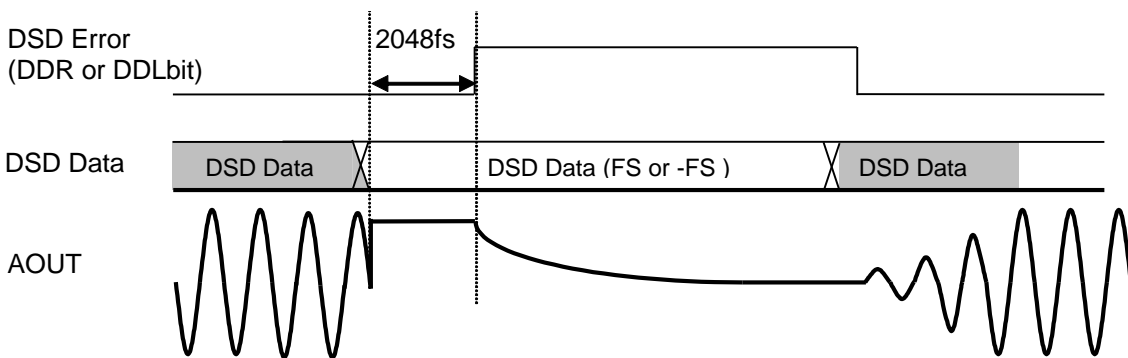 DSD Error
(DDR or DDLbit)
2048fs
DSD Data
DSD Data
DSD Data (FS or -FS )
DSD Data
AOUT